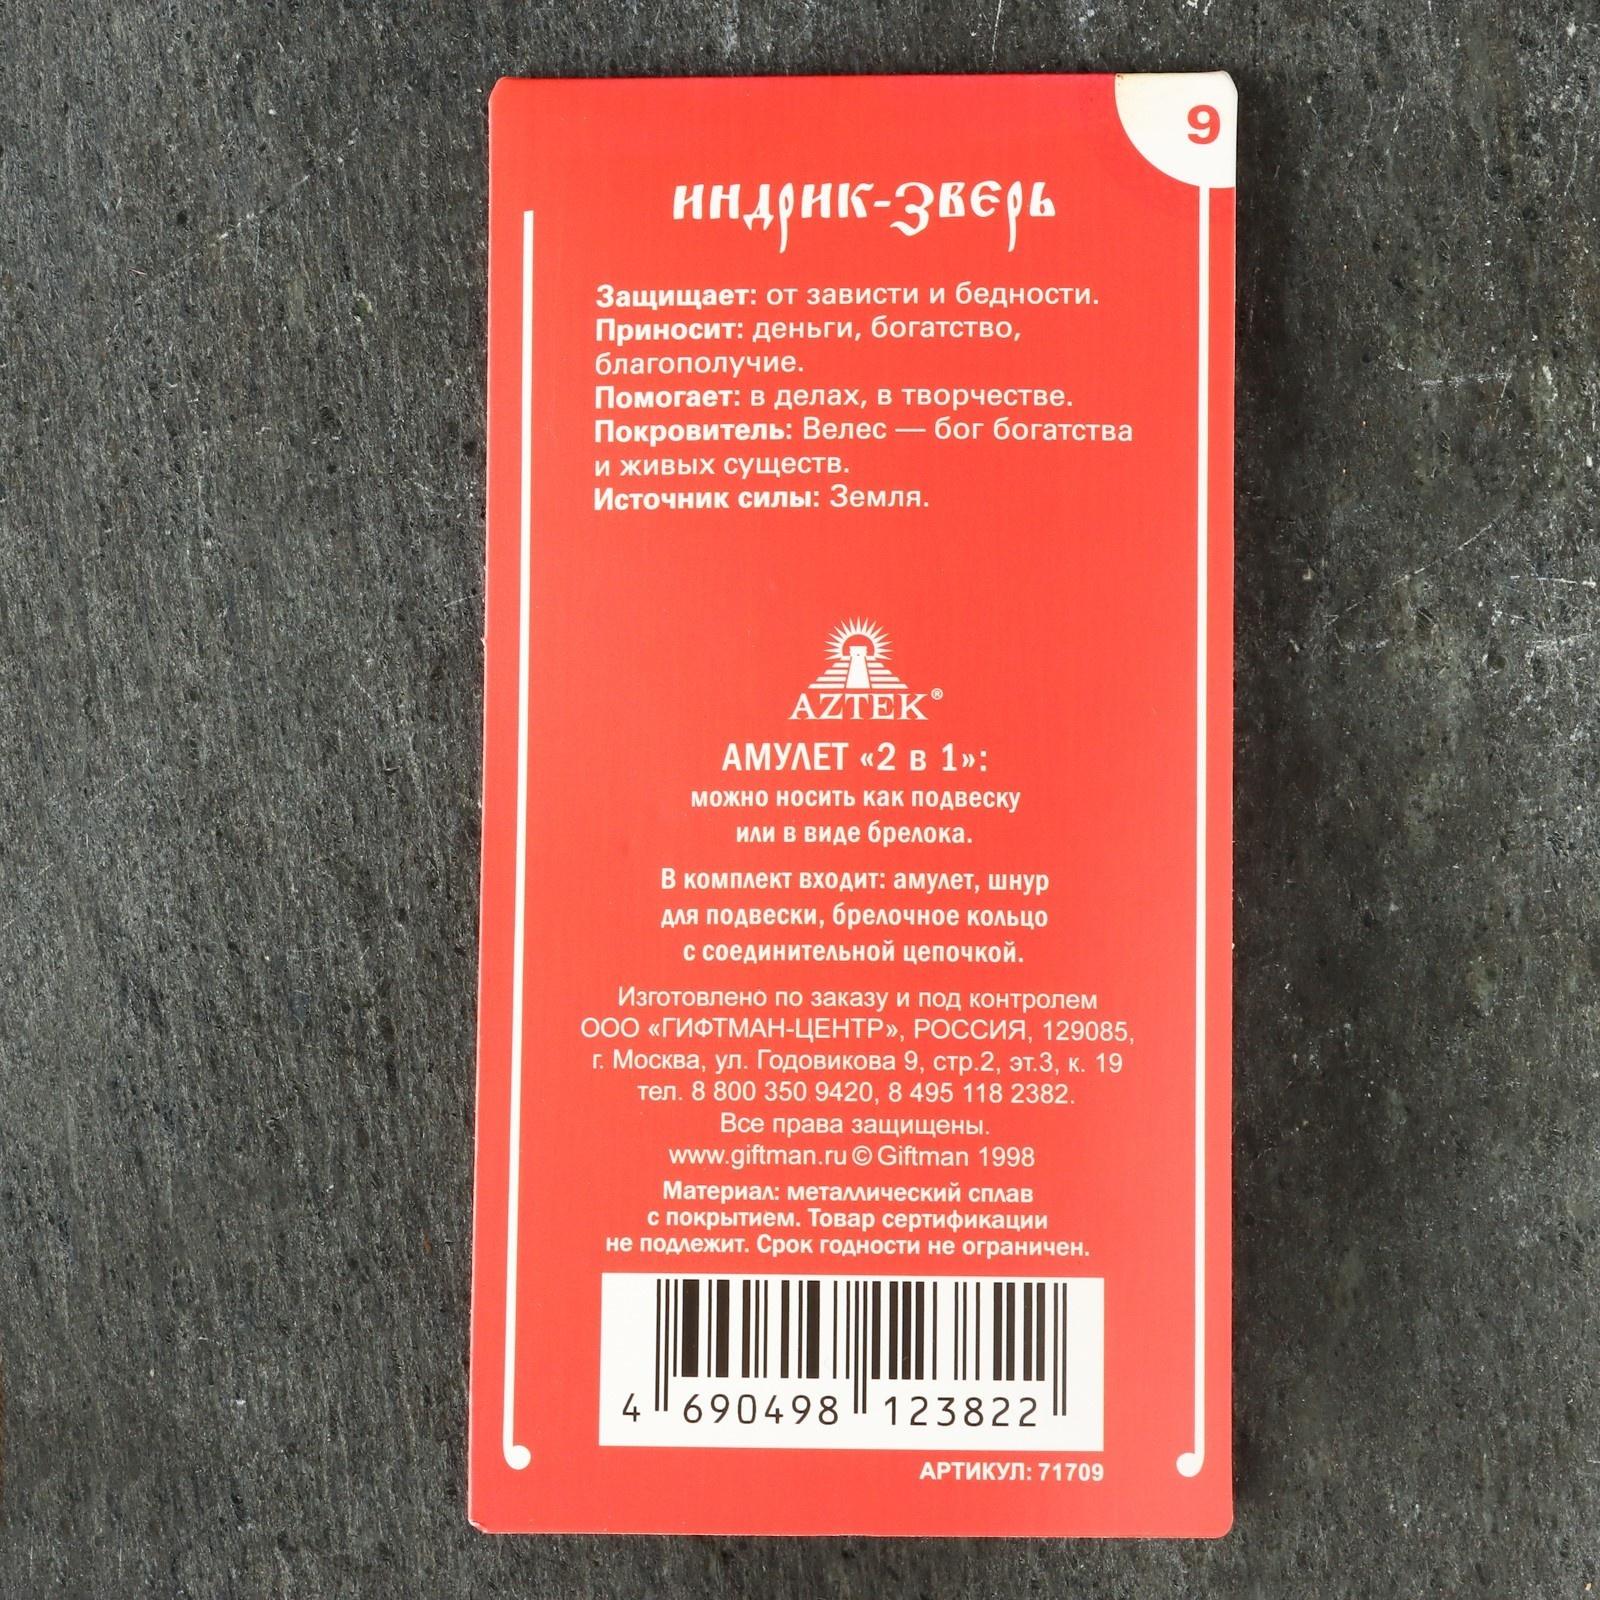 9
ИНДРИК-ЗВЕРЬ
Защищает: от зависти и бедности.
Приносит: деньги, богатство,
благополучие.
Помогает: в делах, в творчестве.
Покровитель: Велес — бог богатства
и живых существ.
Источник силы: Земля.
AZTEK®
АМУЛЕТ «2 в 1»:
можно носить как подвеску
или в виде брелока.
В комплект входит: амулет, шнур
для подвески, брелочное кольцо
с соединительной цепочкой.
Изготовлено по заказу и под контролем
ООО «ГИФТМАН-ЦЕНТР», РОССИЯ, 129085,
г. Москва, ул. Годовикова 9, стр.2, эт.3, к. 19
тел. 8 800 350 9420, 8 495 118 2382.
Все права защищены.
www.giftman.ru © Giftman 1998
Материал: металлический сплав
с покрытием. Товар сертификации
не подлежит. Срок годности не ограничен.
4 690498 123822
АРТИКУЛ: 71709